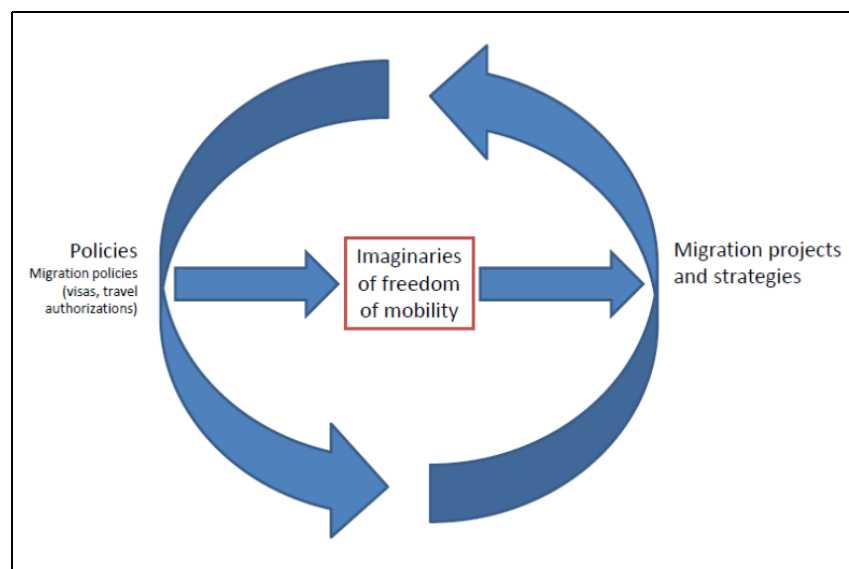 Policies
Migration policies
(visas, travel
authorizations)
Imaginaries
of freedom
of mobility
Migration projects
and strategies